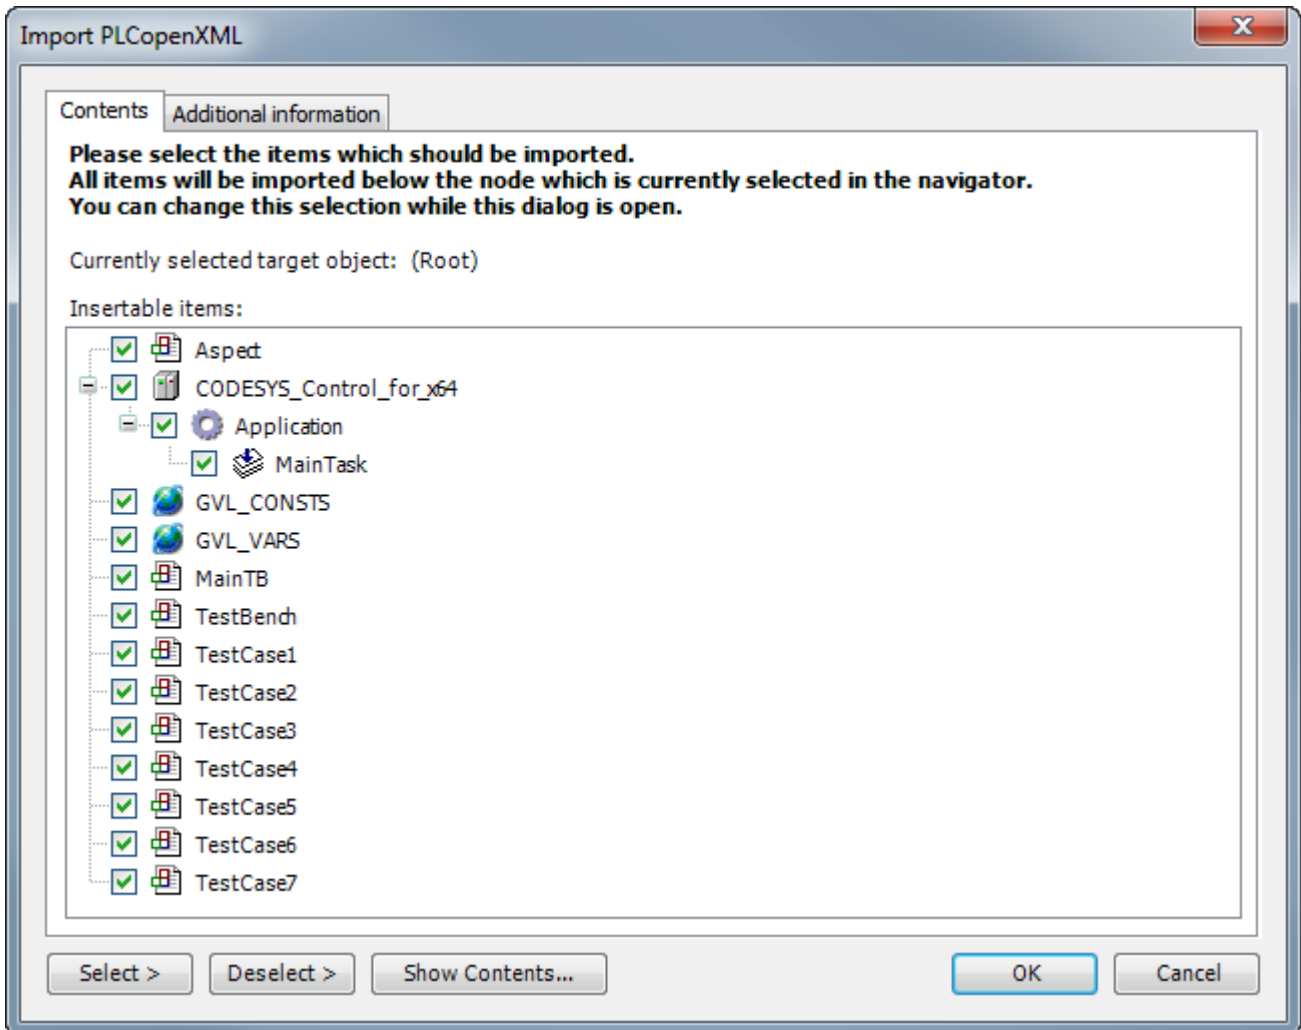 Import PLCopenXML
Contents
Additional information
Please select the items which should be imported.
All items will be imported below the node which is currently selected in the navigator.
You can change this selection while this dialog is open.
Currently selected target object: (Root)
Insertable items:
Aspect
CODESYS_Control_for_x64
Application
MainTask
GVL_CONSTS
GVL_VARS
MainTB
TestBench
TestCase1
TestCase2
TestCase3
TestCase4
TestCase5
TestCase6
TestCase7
Select >
Deselect >
Show Contents...
OK
Cancel